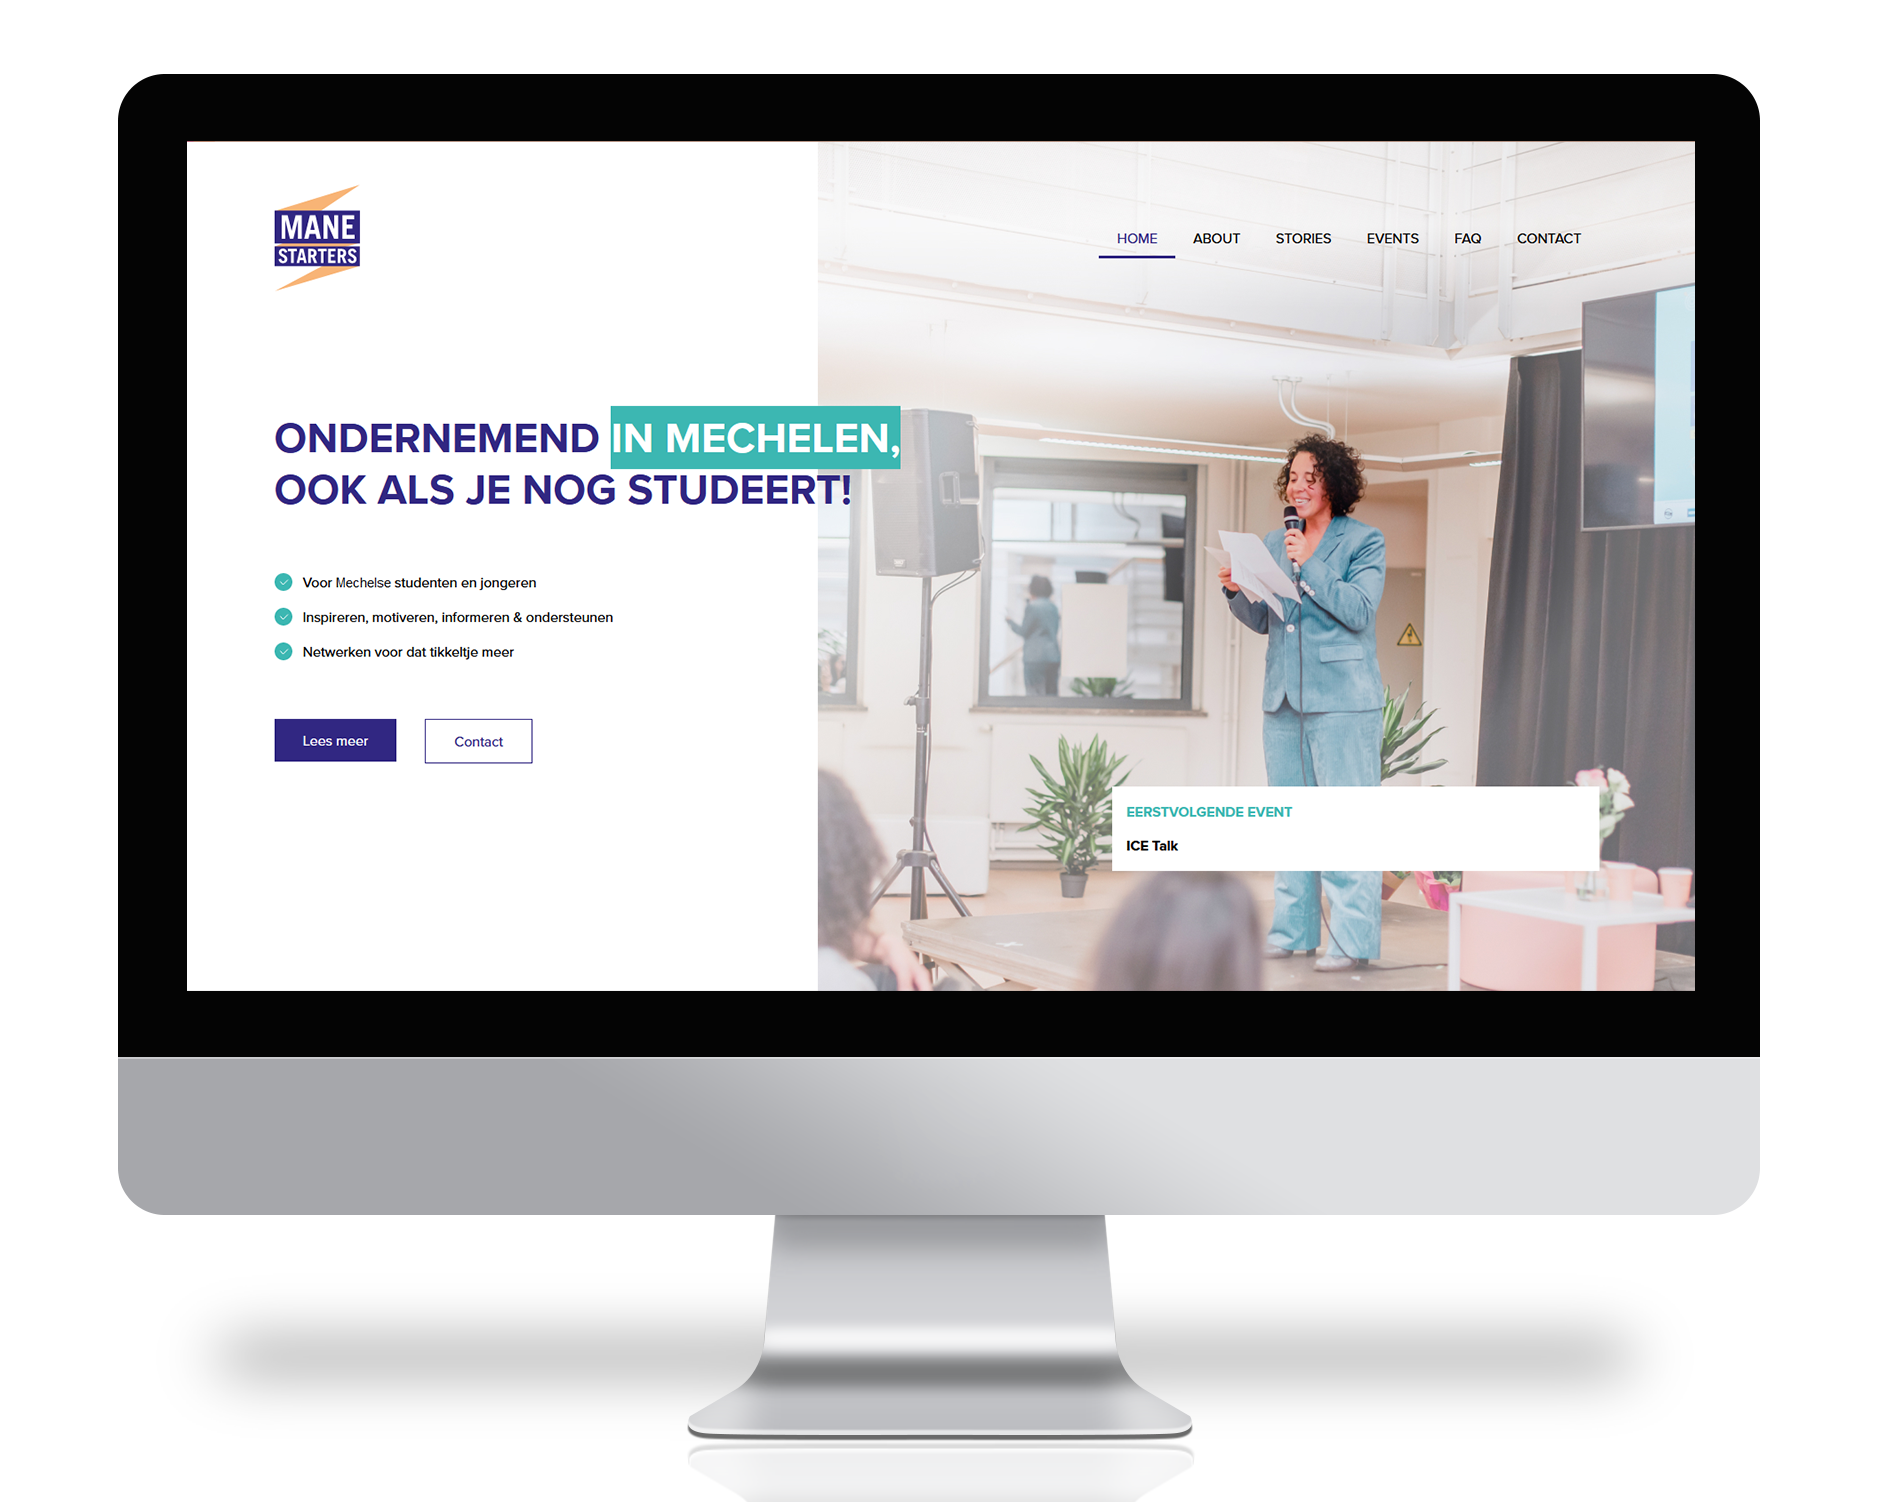 MANE
STARTERS
HOME ABOUT STORIES EVENTS FAQ CONTACT
ONDERNEMEND IN MECHELEN,
OOK ALS JE NOG STUDEERT!
Voor Mechelse studenten en jongeren
Inspireren, motiveren, informeren & ondersteunen
Netwerken voor dat tikkeltje meer
Lees meer Contact
EERSTVOLGENDE EVENT
ICE Talk